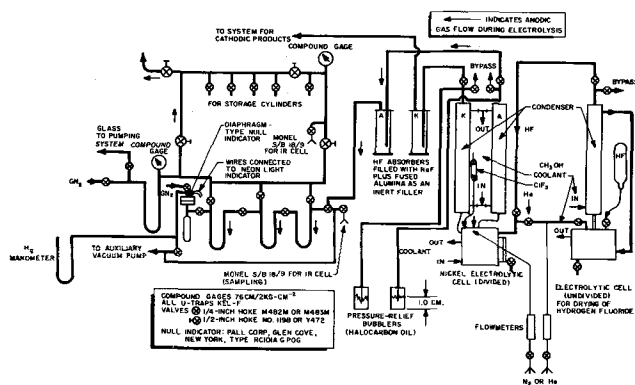 INDICATES ANODIC
GAS FLOW DURING ELECTROLYSIS
TO SYSTEM FOR
CATHODIC PRODUCTS
COMPOUND GAGE
BYPASS
BYPASS
FOR STORAGE CYLINDERS
GLASS
TO PUMPING
SYSTEM
COMPOUND
GAGE
DIAPHRAGM-
TYPE NULL
INDICATOR
WIRES CONNECTED
TO NEON LIGHT
INDICATOR
MONEL
S/B 18/9
FOR IR CELL
A
K
K
A
OUT
CONDENSER
HF
HF
HF ABSORBERS
FILLED WITH NaF
PLUS FUSED
ALUMINA AS AN
INERT FILLER
CH3OH
COOLANT
ClF3
He
IN
IN
GN2
GN2
Hg
MANOMETER
TO AUXILIARY
VACUUM PUMP
MONEL S/B 18/9 FOR IR CELL
(SAMPLING)
OUT
COOLANT
IN
OUT
NICKEL ELECTROLYTIC
CELL (DIVIDED)
ELECTROLYTIC CELL
(UNDIVIDED)
FOR DRYING OF
HYDROGEN FLUORIDE
1.0 CM.
PRESSURE-RELIEF
BUBBLERS
(HALOCARBON OIL)
FLOWMETERS
N2 OR He
COMPOUND GAGES 76CM/2KG-CM-2
ALL U-TRAPS KEL-F
VALVES 1/4-INCH HOKE M482M OR M485M
1/2-INCH HOKE NO. 1198 OR Y472
NULL INDICATOR: PALL CORP, GLEN COVE,
NEW YORK, TYPE RC101A G POG